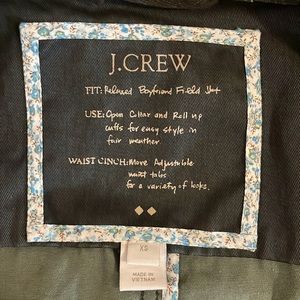 J.CREW
FIT: Relaxed Boyfriend Field Jkt
USE: Open Collar and Roll up
cuffs for easy style in
fair weather
WAIST CINCH: Move Adjustable
waist tabs
for a variety of looks.
XS
MADE IN
VIETNAM